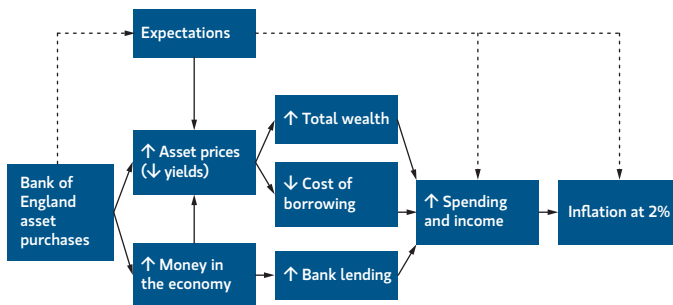 Expectations
↑ Total wealth
↑ Asset prices
(↓ yields)
Bank of
England
asset
purchases
↓ Cost of
borrowing
↑ Spending
and income
Inflation at 2%
↑ Money in
the economy
↑ Bank lending